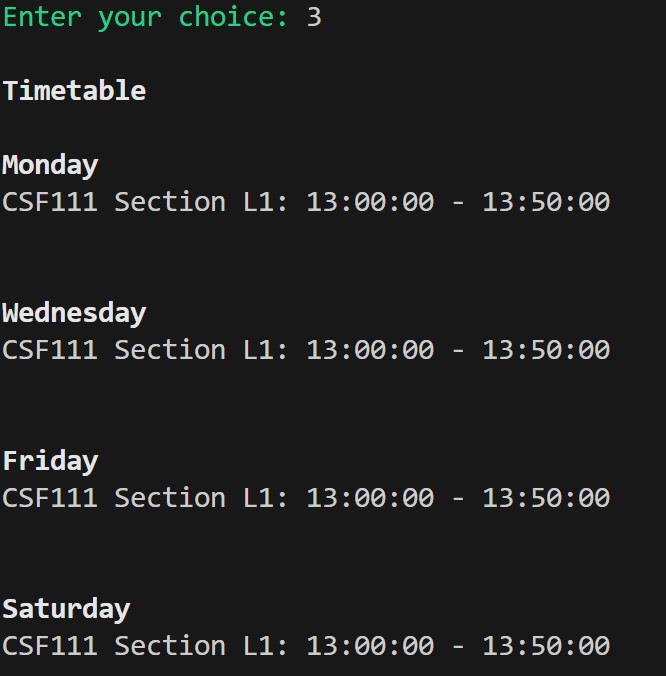 Enter your choice: 3
Timetable
Monday
CSF111 Section L1: 13:00:00 - 13:50:00
Wednesday
CSF111 Section L1: 13:00:00 - 13:50:00
Friday
CSF111 Section L1: 13:00:00 - 13:50:00
Saturday
CSF111 Section L1: 13:00:00 - 13:50:00